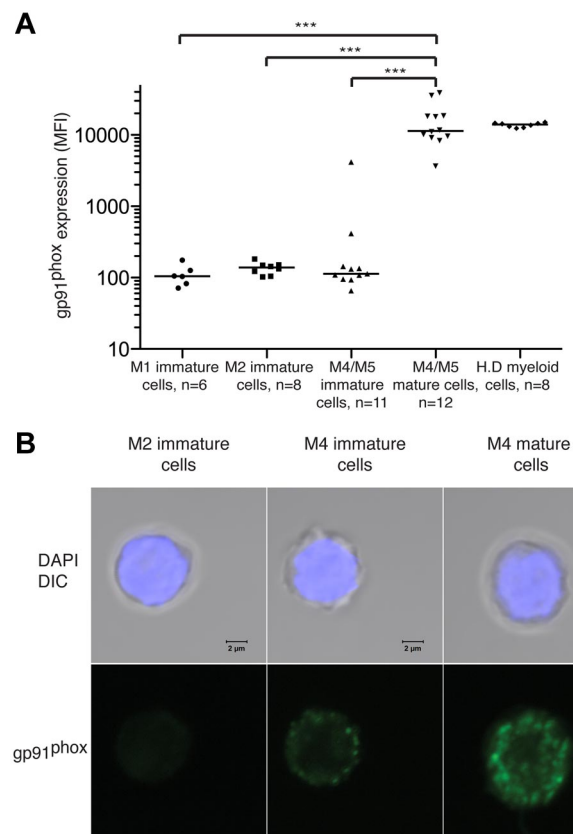 A
***
***
***
gp91phox expression (MFI)
10000
1000
100
10
M1 immature
cells, n=6
M2 immature
cells, n=8
M4/M5
immature
cells, n=11
M4/M5
mature cells,
n=12
H.D myeloid
cells, n=8
B
M2 immature
cells
M4 immature
cells
M4 mature
cells
DAPI
DIC
2 µm
2 µm
gp91phox